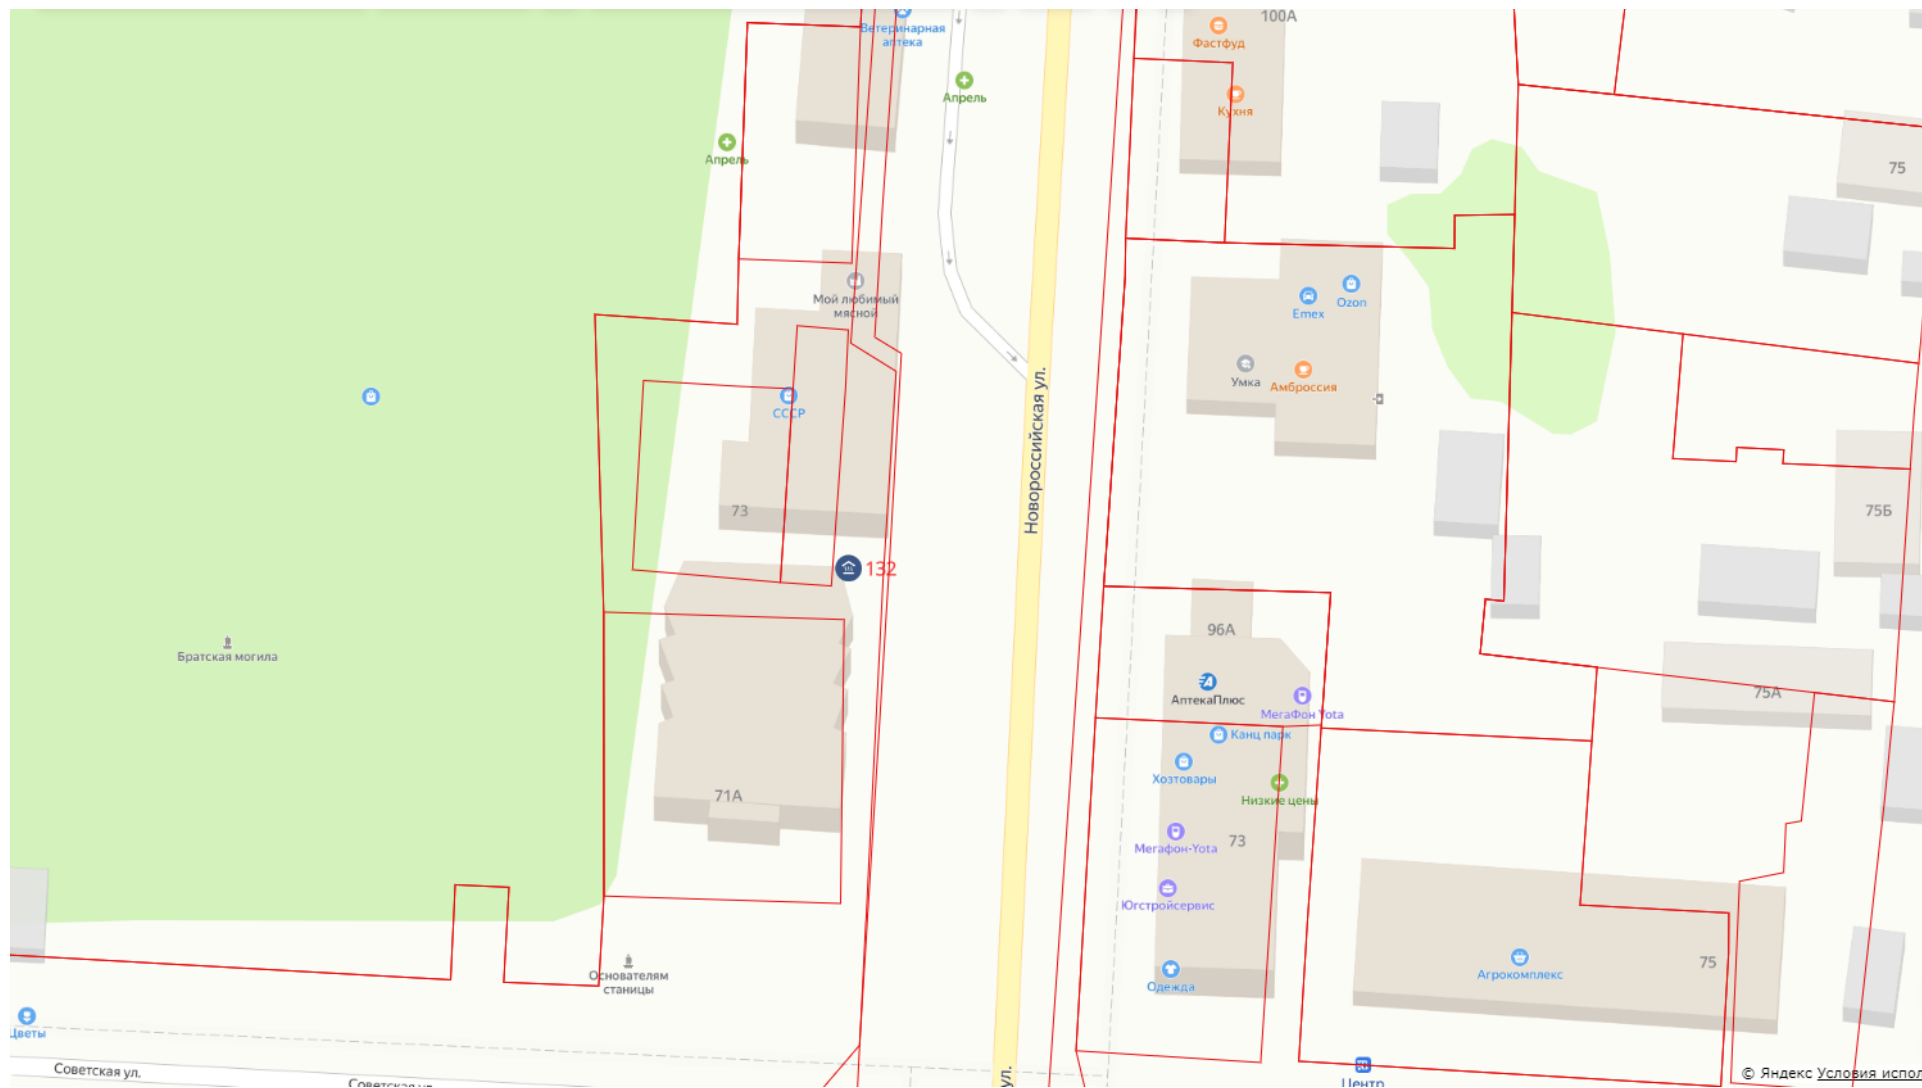 100А
Ветеринарная
аптека
Фастфуд
Апрель
Кухня
Апрель
75
Мой любимый
мясной
Ozon
Emex
Умка
Амброссия
СССР
Новороссийская ул.
73
75Б
132
96А
Братская могила
АптекаПлюс
75А
МегаФон Yota
Канц парк
Хозтовары
71А
Низкие цены
73
Мегафон-Yota
Югстройсервис
Основателям
станицы
Агрокомплекс
75
Одежда
Цветы
Советская ул.
Советская ул.
ул.
Центр
© Яндекс Условия испол